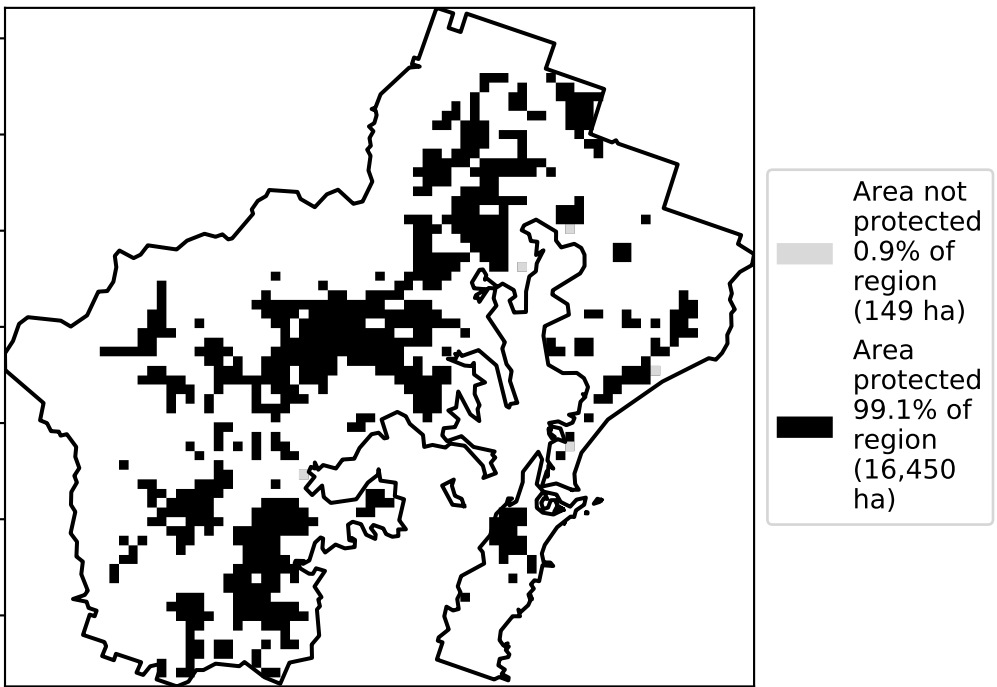 Area not
protected
0.9% of
region
(149 ha)
Area
protected
99.1% of
region
(16,450
ha)